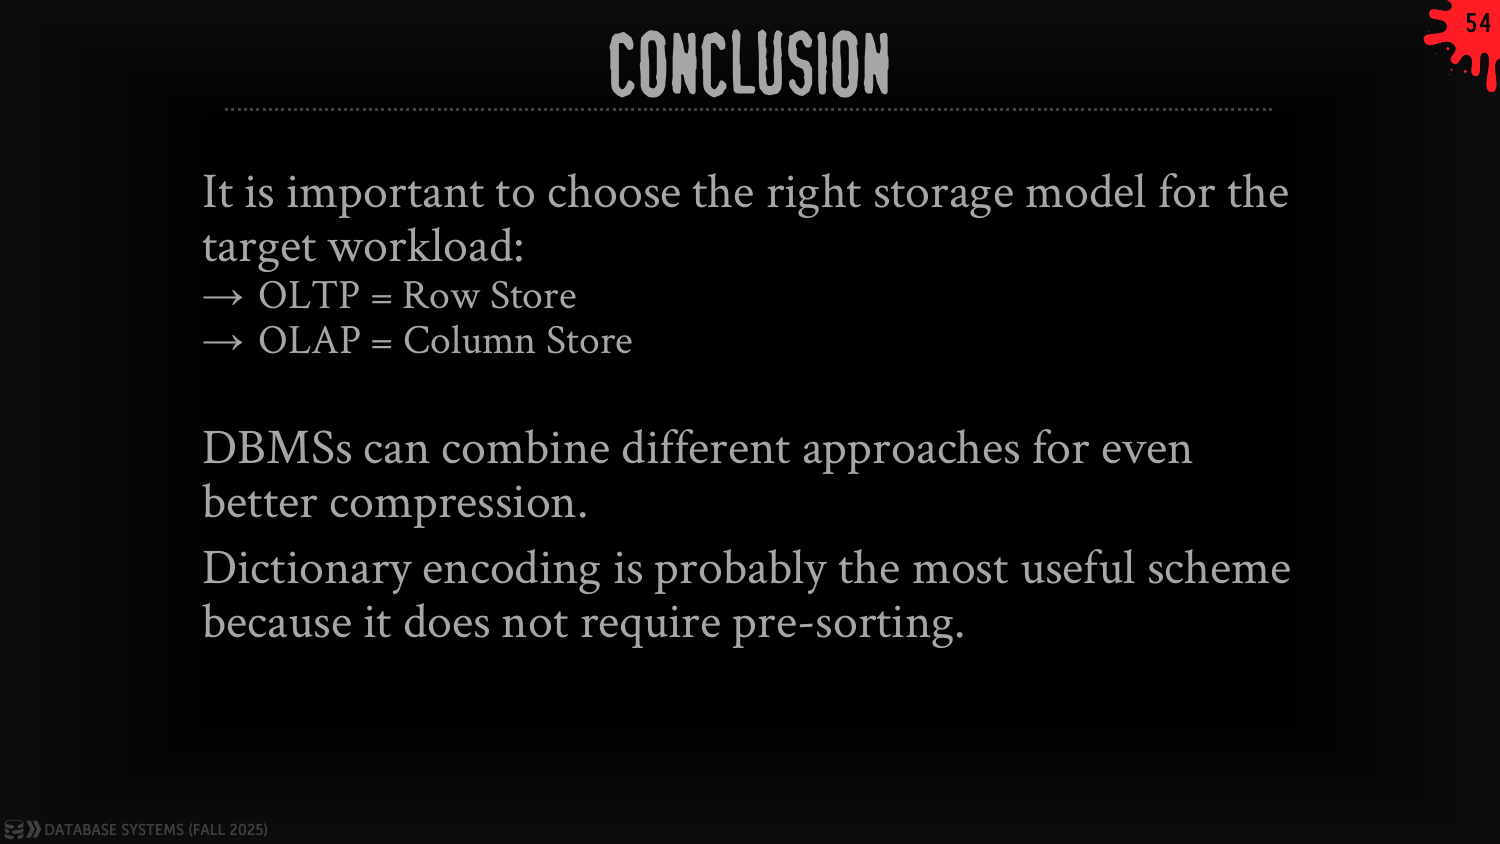 CONCLUSION
54
It is important to choose the right storage model for the
target workload:
→ OLTP = Row Store
→ OLAP = Column Store
DBMSs can combine different approaches for even
better compression.
Dictionary encoding is probably the most useful scheme
because it does not require pre-sorting.
DATABASE SYSTEMS (FALL 2025)